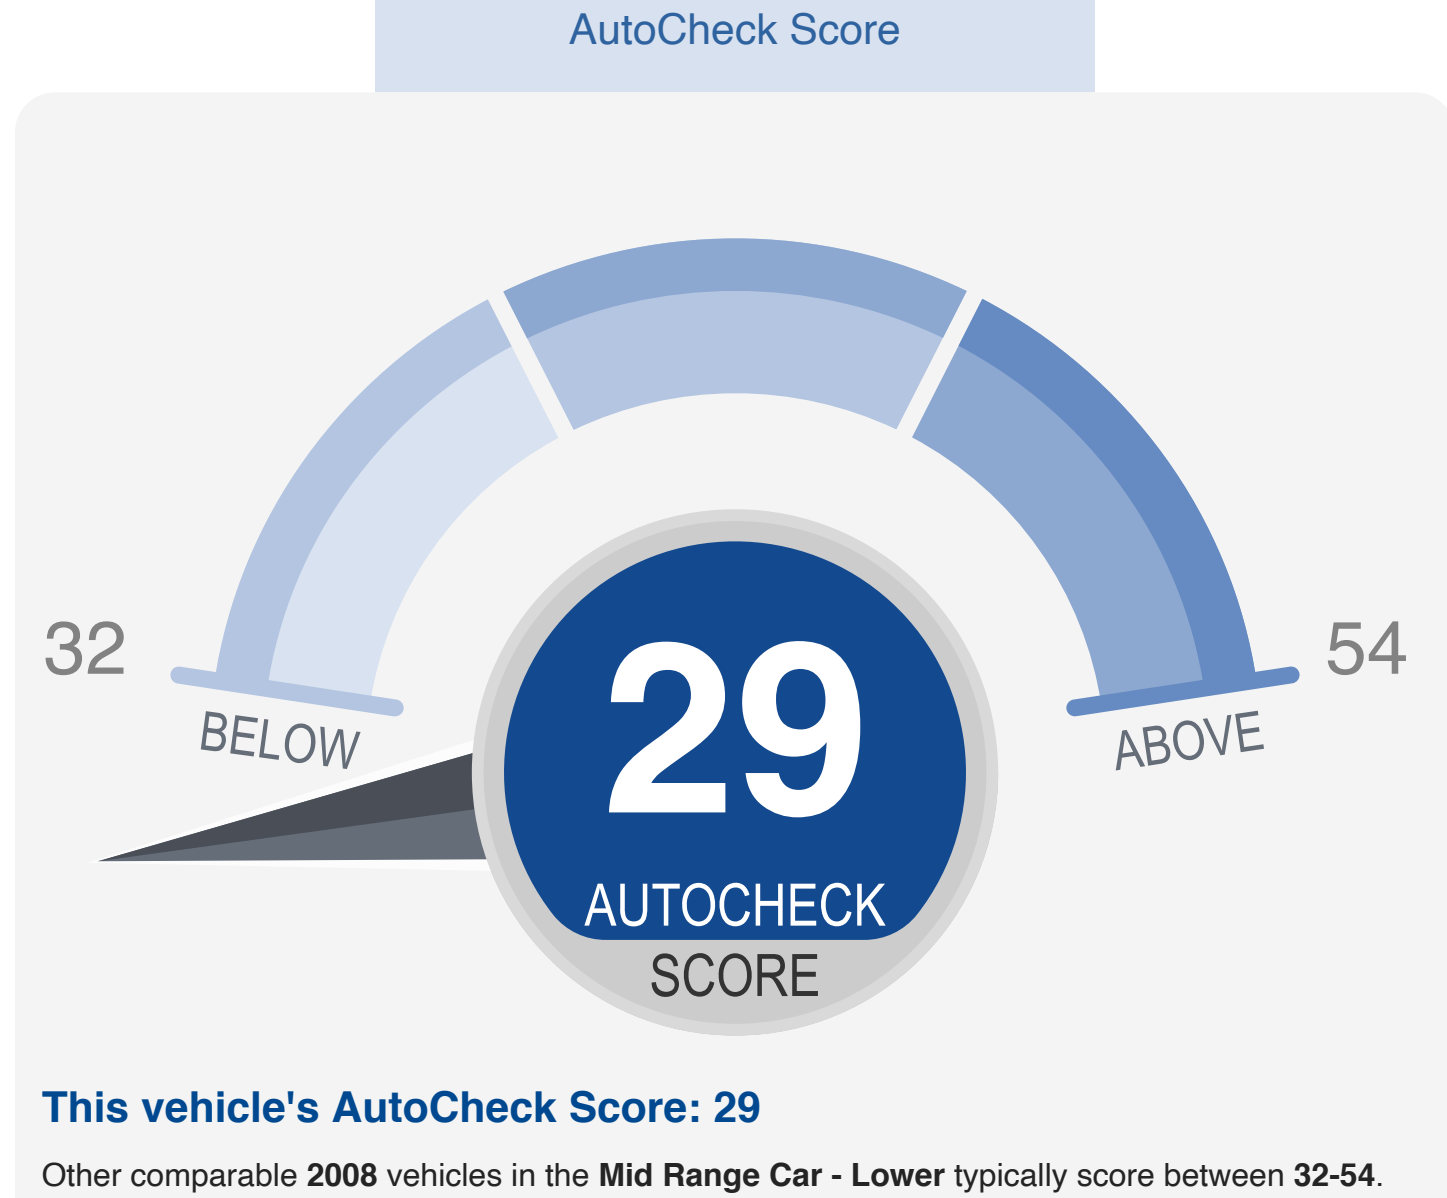 AutoCheck Score
32
54
BELOW
ABOVE
29
AUTOCHECK
SCORE
This vehicle's AutoCheck Score: 29
Other comparable 2008 vehicles in the Mid Range Car - Lower typically score between 32-54.